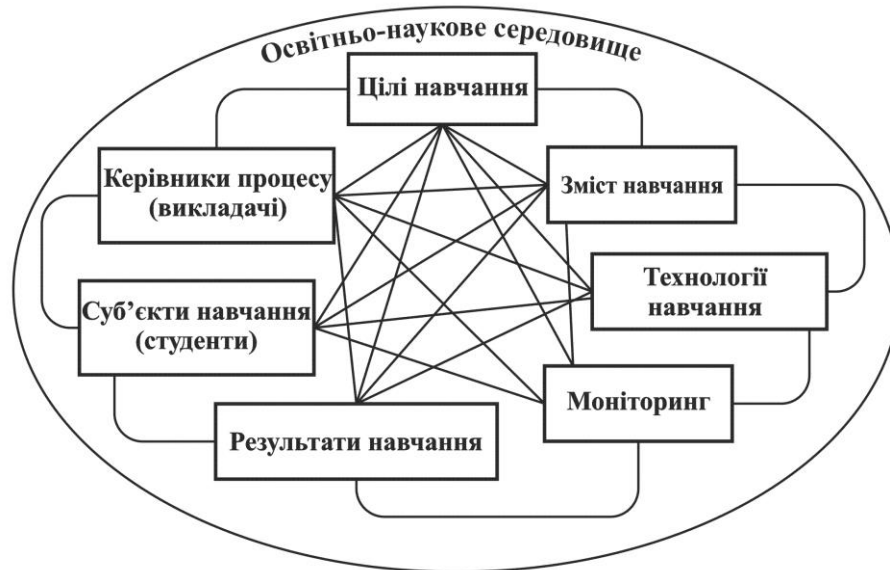 Освітньо-наукове середовище
Цілі навчання
Керівники процесу
(викладачі)
Зміст навчання
Технології
навчання
Суб’єкти навчання
(студенти)
Моніторинг
Результати навчання